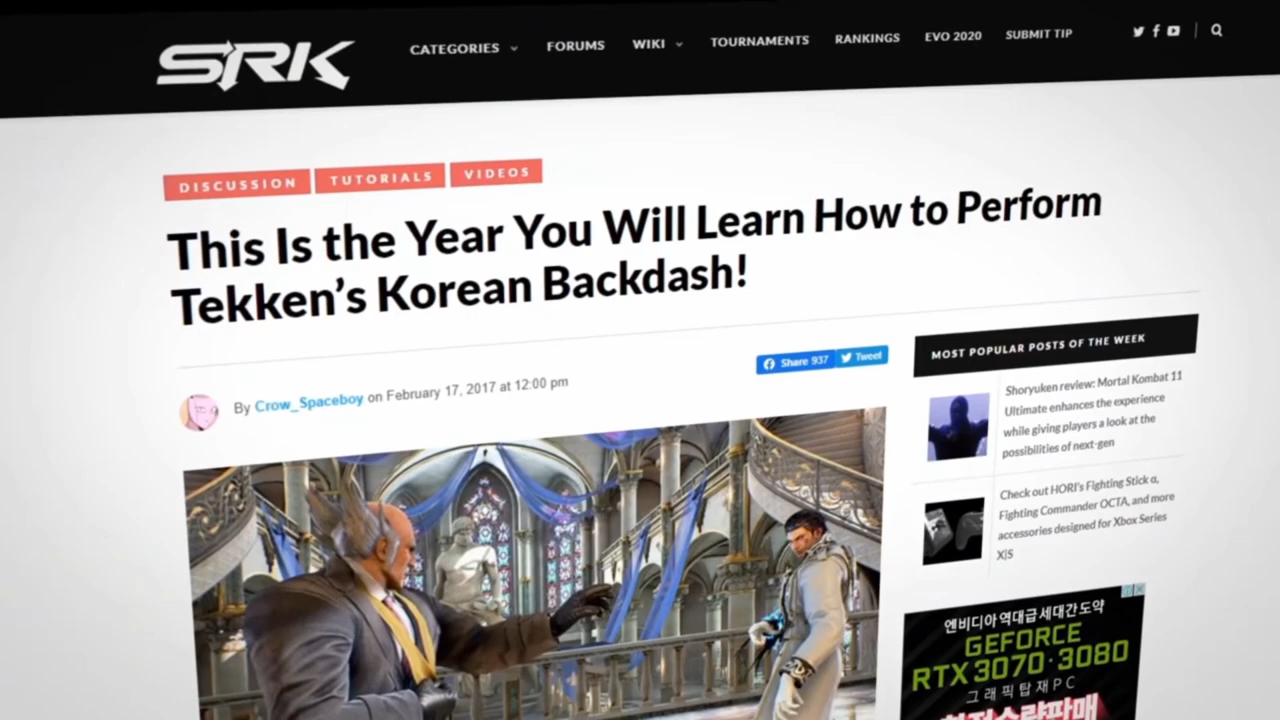 SRK
CATEGORIES
FORUMS
WIKI
TOURNAMENTS
RANKINGS
EVO 2020
SUBMIT TIP
DISCUSSION
TUTORIALS
VIDEOS
This Is the Year You Will Learn How to Perform
Tekken's Korean Backdash!
By Crow_Spaceboy on February 17, 2017 at 12:00 pm
Share 937
Tweet
MOST POPULAR POSTS OF THE WEEK
Shoryuken review: Mortal Kombat 11
Ultimate enhances the experience
while giving players a look at the
possibilities of next-gen
Check out HORI's Fighting Stick α,
Fighting Commander OCTA, and more
accessories designed for Xbox Series
X|S
엔비디아 역대급 세대간 도약
GEFORCE
RTX 3070·3080
그래픽 탑재 PC